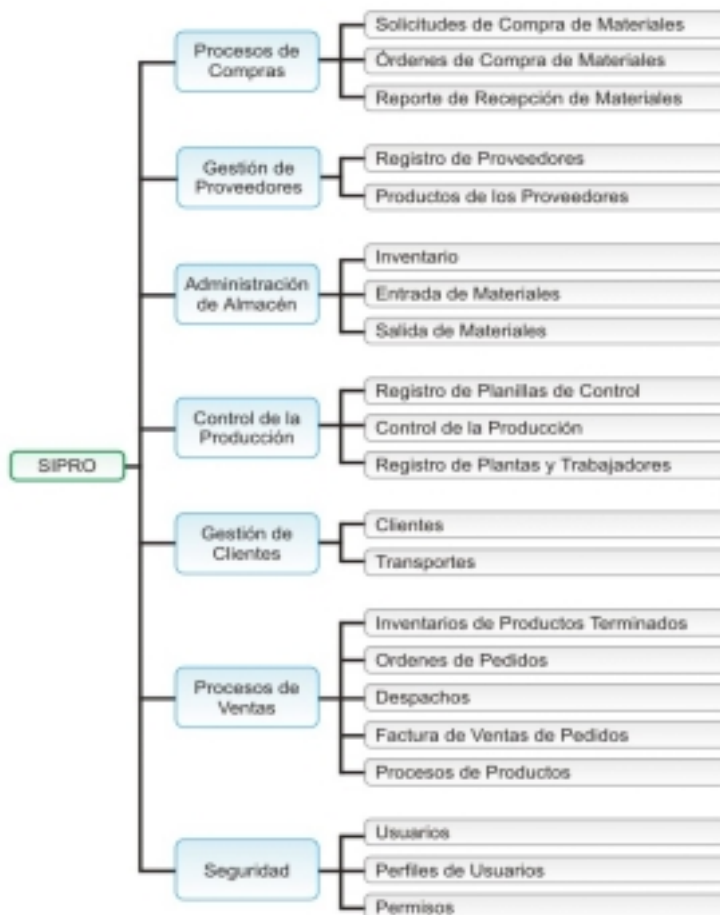 SIPRO
Procesos de
Compras
Solicitudes de Compra de Materiales
Órdenes de Compra de Materiales
Reporte de Recepción de Materiales
Gestión de
Proveedores
Registro de Proveedores
Productos de los Proveedores
Administración
de Almacén
Inventario
Entrada de Materiales
Salida de Materiales
Control de la
Producción
Registro de Planillas de Control
Control de la Producción
Registro de Plantas y Trabajadores
Gestión de
Clientes
Clientes
Transportes
Procesos de
Ventas
Inventarios de Productos Terminados
Ordenes de Pedidos
Despachos
Factura de Ventas de Pedidos
Procesos de Productos
Seguridad
Usuarios
Perfiles de Usuarios
Permisos